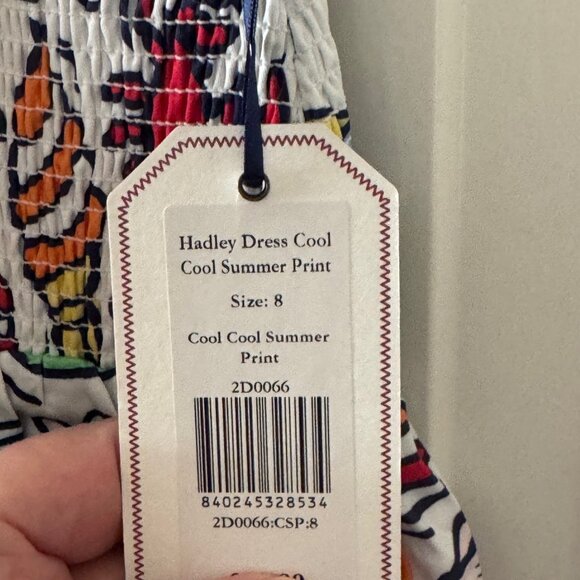 Hadley Dress Cool
Cool Summer Print
Size: 8
Cool Cool Summer
Print
2D0066
840245328534
2D0066:CSP:8